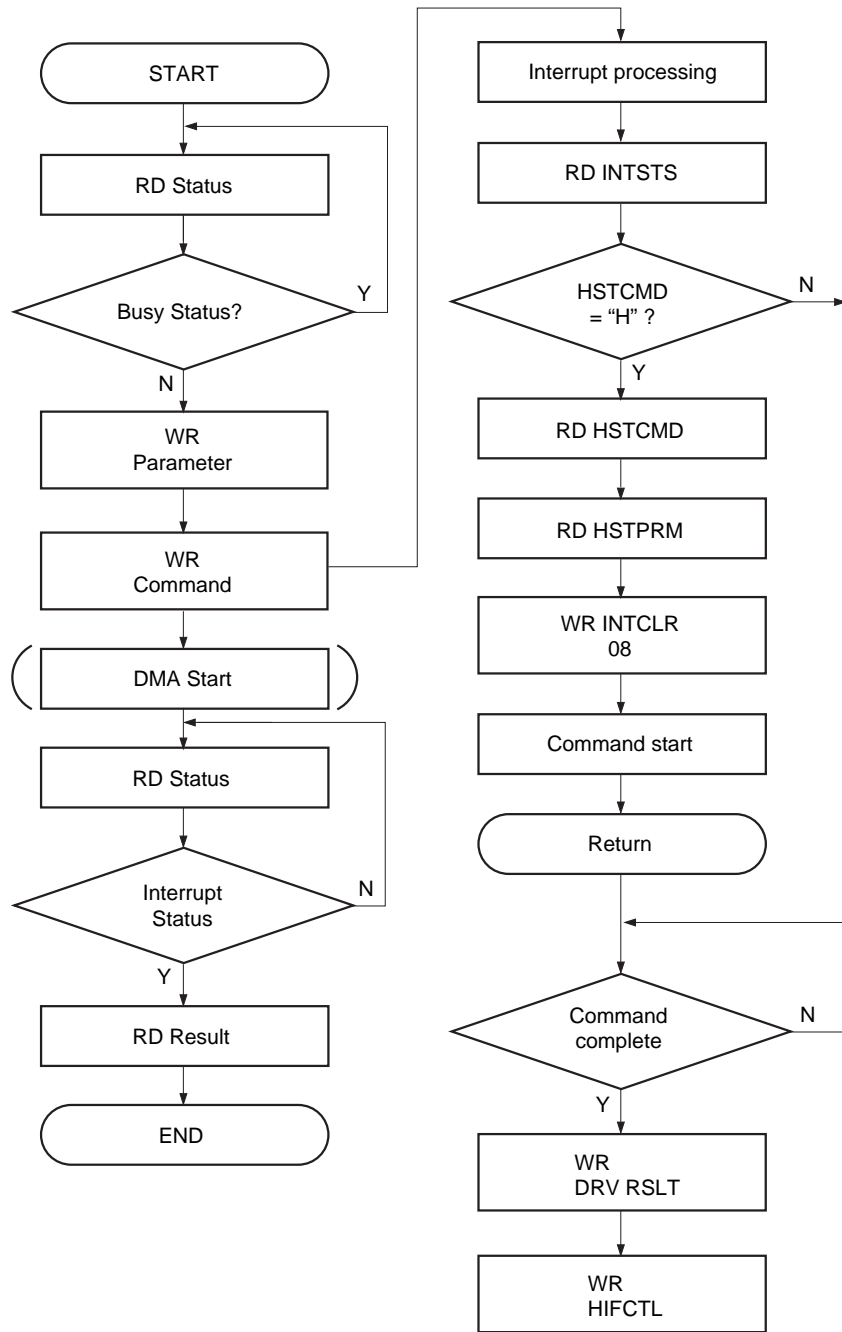 START
RD Status
Busy Status?
Y
N
WR
Parameter
WR
Command
DMA Start
RD Status
Interrupt
Status
N
Y
RD Result
END
Interrupt processing
RD INTSTS
HSTCMD
= “H” ?
N
Y
RD HSTCMD
RD HSTPRM
WR INTCLR
08
Command start
Return
Command
complete
N
Y
WR
DRV RSLT
WR
HIFCTL